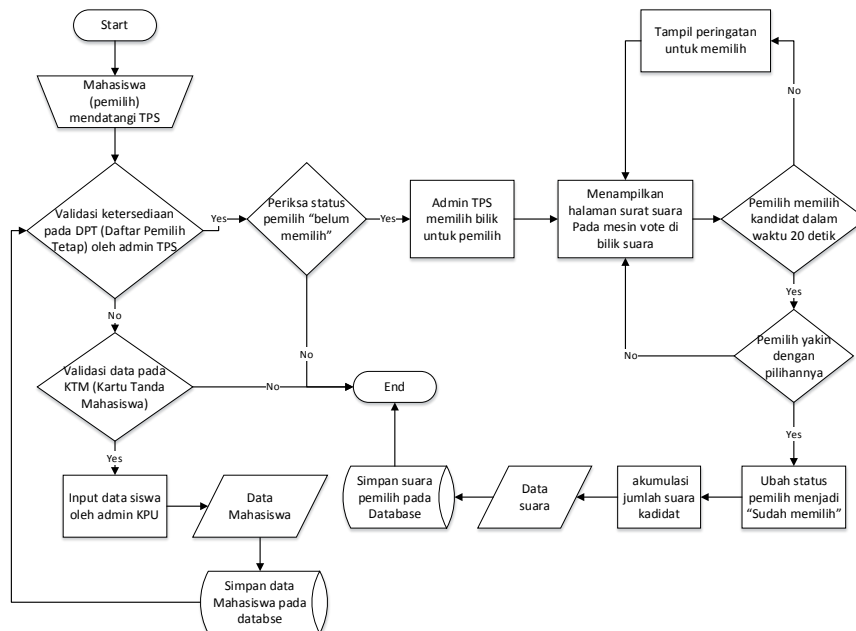 Start
Mahasiswa
(pemilih)
mendatangi TPS
Validasi ketersediaan
pada DPT (Daftar Pemilih
Tetap) oleh admin TPS
Yes
Periksa status
pemilih “belum
memilih”
Yes
Admin TPS
memilih bilik
untuk pemilih
Menampilkan
halaman surat suara
Pada mesin vote di
bilik suara
Tampil peringatan
untuk memilih
No
Pemilih memilih
kandidat dalam
waktu 20 detik
Yes
Pemilih yakin
dengan
pilihannya
No
Yes
No
Validasi data pada
KTM (Kartu Tanda
Mahasiswa)
No
No
End
Yes
Input data siswa
oleh admin KPU
Data
Mahasiswa
Simpan data
Mahasiswa pada
databse
Simpan suara
pemilih pada
Database
Data
suara
akumulasi
jumlah suara
kadidat
Ubah status
pemilih menjadi
“Sudah memilih”